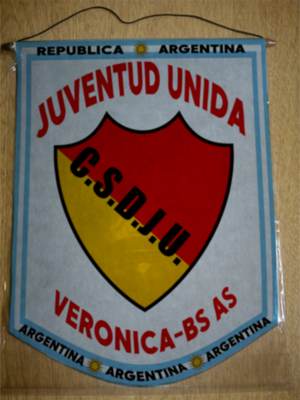 REPUBLICA ARGENTINA
JUVENTUD UNIDA
C.S.D.J.U.
VERONICA-BS AS
ARGENTINA ARGENTINA ARGENTINA